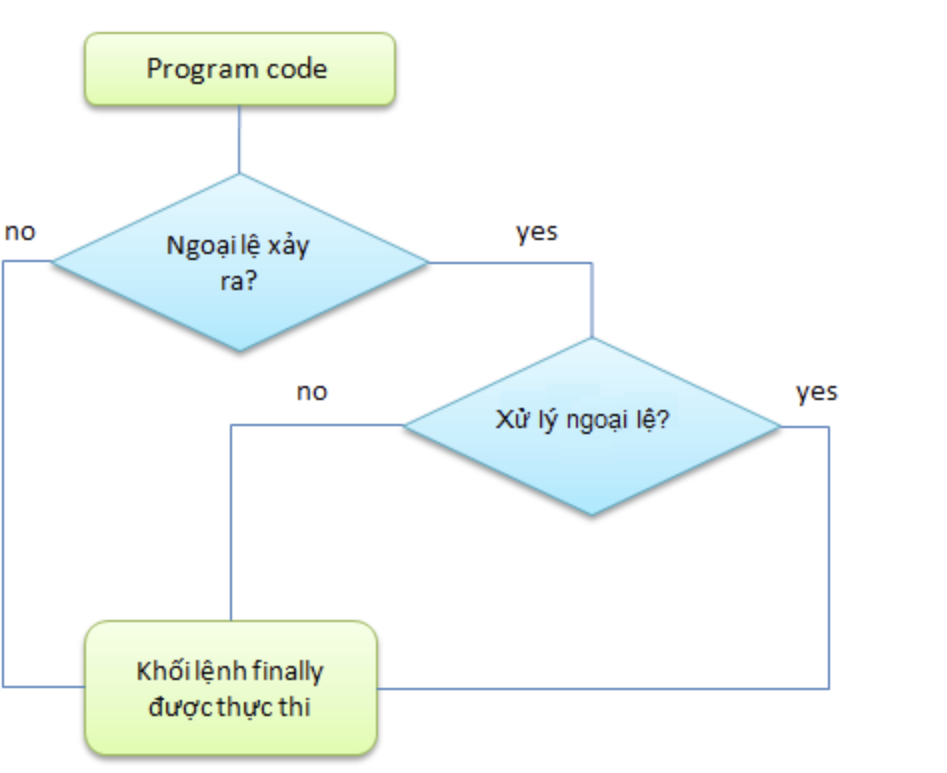 Program code
no
yes
Ngoại lệ xảy
ra?
no
yes
Xử lý ngoại lệ?
Khối lệnh finally
được thực thi